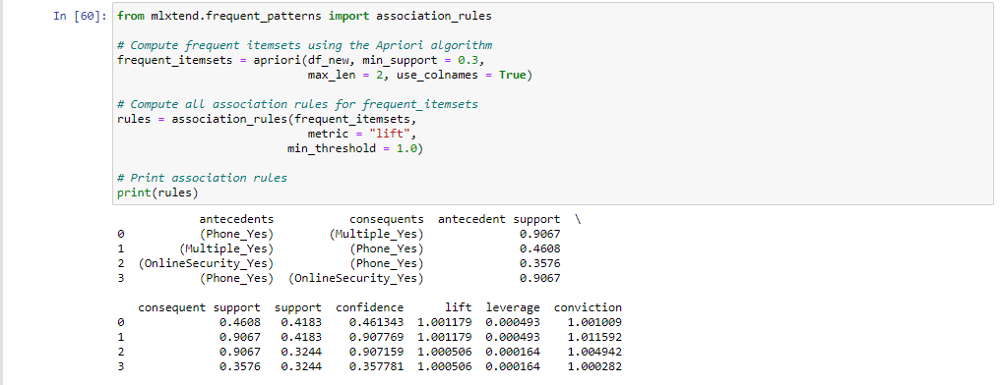 In [60]: from mlxtend.frequent_patterns import association_rules
# Compute frequent itemsets using the Apriori algorithm
frequent_itemsets = apriori(df_new, min_support = 0.3,
max_len = 2, use_colnames = True)
# Compute all association rules for frequent_itemsets
rules = association_rules(frequent_itemsets,
metric = "lift",
min_threshold = 1.0)
# Print association rules
print(rules)
antecedents consequents antecedent support \
0 (Phone_Yes) (Multiple_Yes) 0.9067
1 (Multiple_Yes) (Phone_Yes) 0.4608
2 (OnlineSecurity_Yes) (Phone_Yes) 0.3576
3 (Phone_Yes) (OnlineSecurity_Yes) 0.9067
consequent support support confidence lift leverage conviction
0 0.4608 0.4183 0.461343 1.001179 0.000493 1.001009
1 0.9067 0.4183 0.907769 1.001179 0.000493 1.011592
2 0.9067 0.3244 0.907159 1.000506 0.000164 1.004942
3 0.3576 0.3244 0.357781 1.000506 0.000164 1.000282